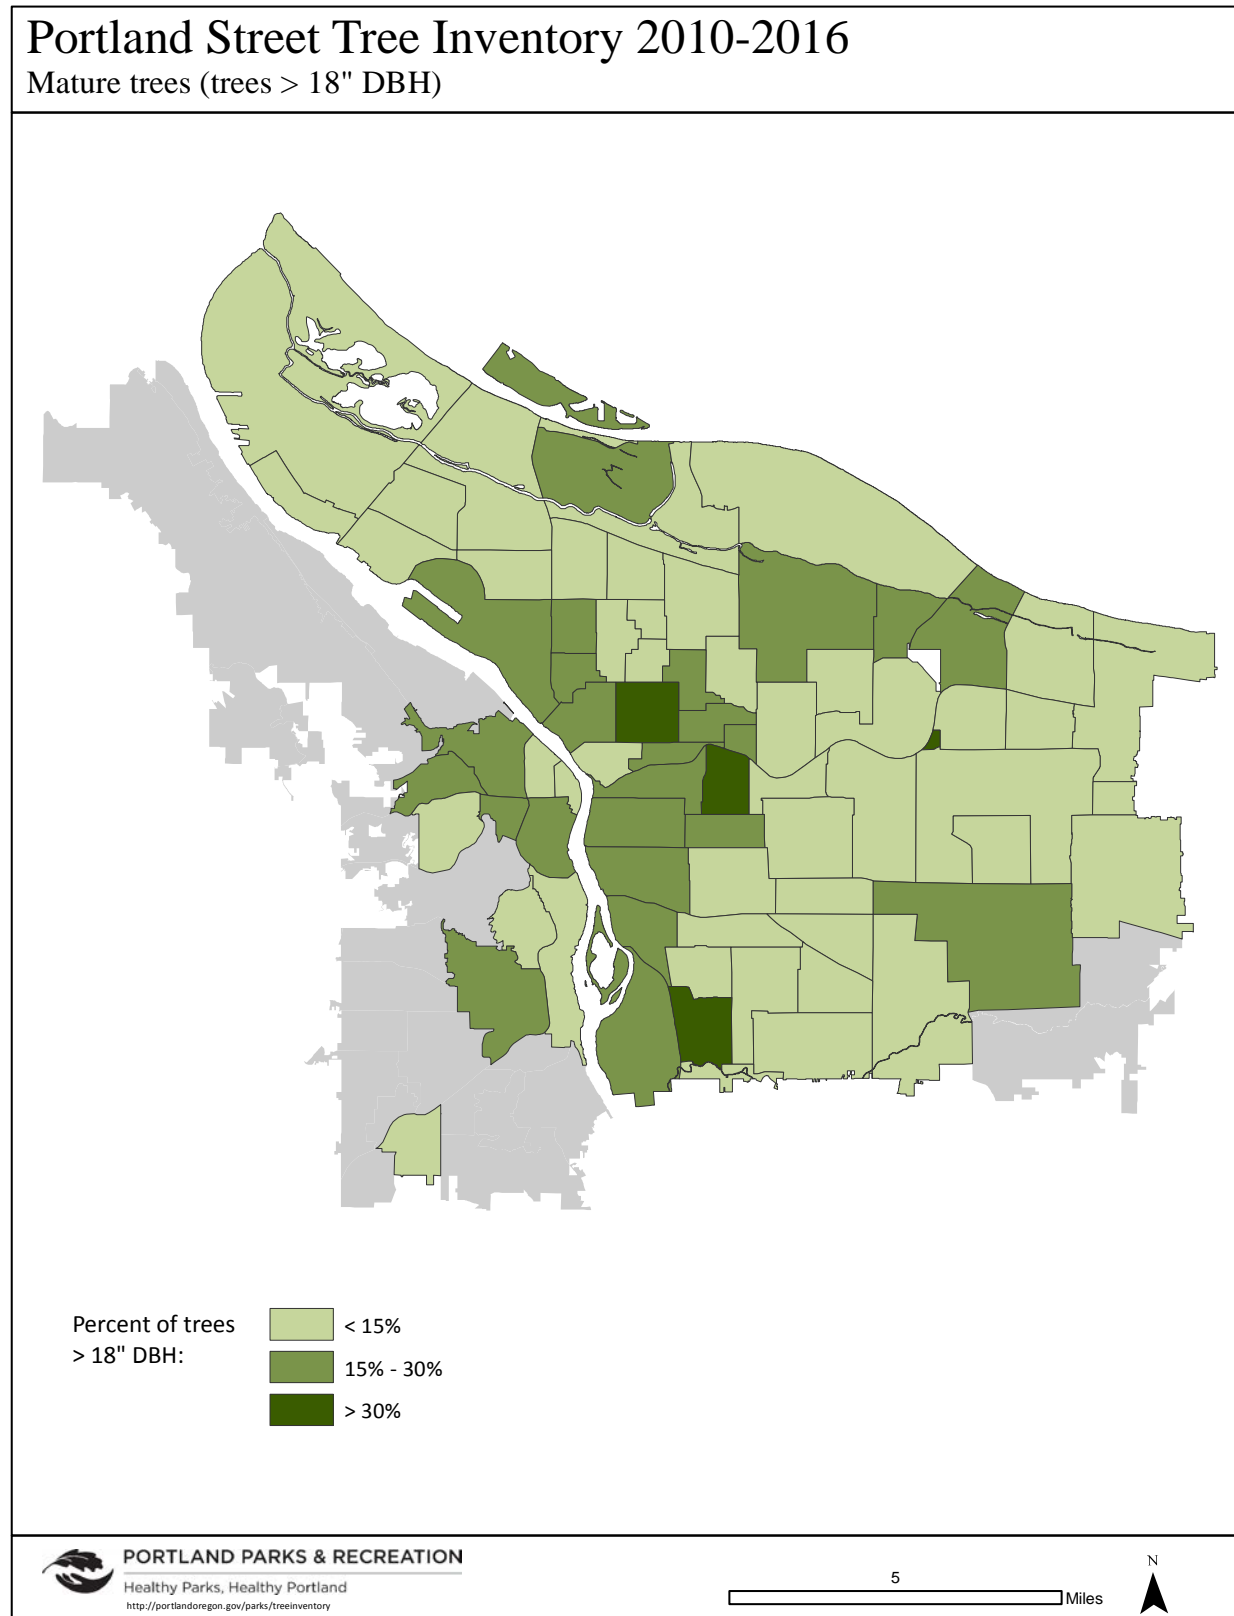 Portland Street Tree Inventory 2010-2016
Mature trees (trees > 18" DBH)
Percent of trees
> 18" DBH:
< 15%
15% - 30%
> 30%
PORTLAND PARKS & RECREATION
Healthy Parks, Healthy Portland
http://portlandoregon.gov/parks/treeinventory
5
Miles
N